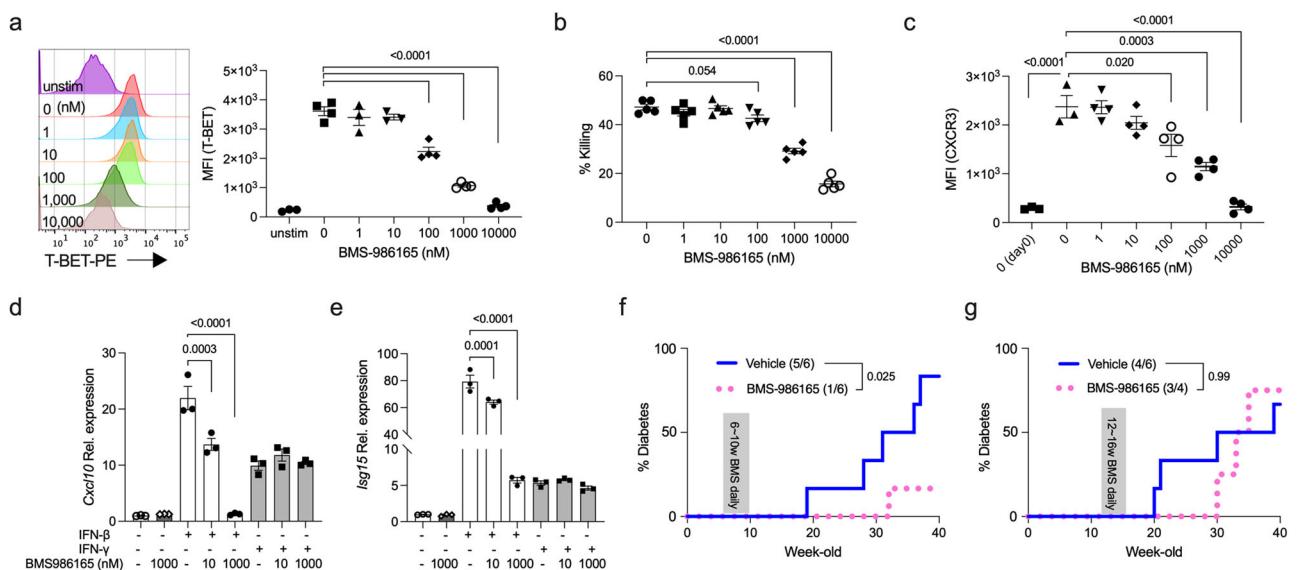 a
unstim
0 (nM)
1
10
100
1,000
10,000
10¹ 10² 10³ 10⁴ 10⁵
T-BET-PE
<0.0001
5×10³
4×10³
3×10³
2×10³
1×10³
0
MFI (T-BET)
unstim 0 1 10 100 1000 10000
BMS-986165 (nM)
b
<0.0001
0.054
60
40
20
0
% Killing
0 1 10 100 1000 10000
BMS-986165 (nM)
c
<0.0001
0.0003
<0.0001
0.020
3×10³
2×10³
1×10³
0
MFI (CXCR3)
0 (day0) 0 1 10 100 1000 10000
BMS-986165 (nM)
d
<0.0001
0.0003
30
20
10
0
Cxcl10 Rel. expression
IFN-β - - + + + - - -
IFN-γ - - - - - + + +
BMS986165 (nM) - 1000 - 10 1000 - 10 1000
e
<0.0001
0.0001
100
80
60
40
10
5
0
Isg15 Rel. expression
- - + + + - - -
- - - - - + + +
- 1000 - 10 1000 - 10 1000
f
100
50
0
% Diabetes
Vehicle (5/6)
BMS-986165 (1/6)
0.025
6~10w BMS daily
0 10 20 30 40
Week-old
g
100
50
0
% Diabetes
Vehicle (4/6)
BMS-986165 (3/4)
0.99
12~16w BMS daily
0 10 20 30 40
Week-old